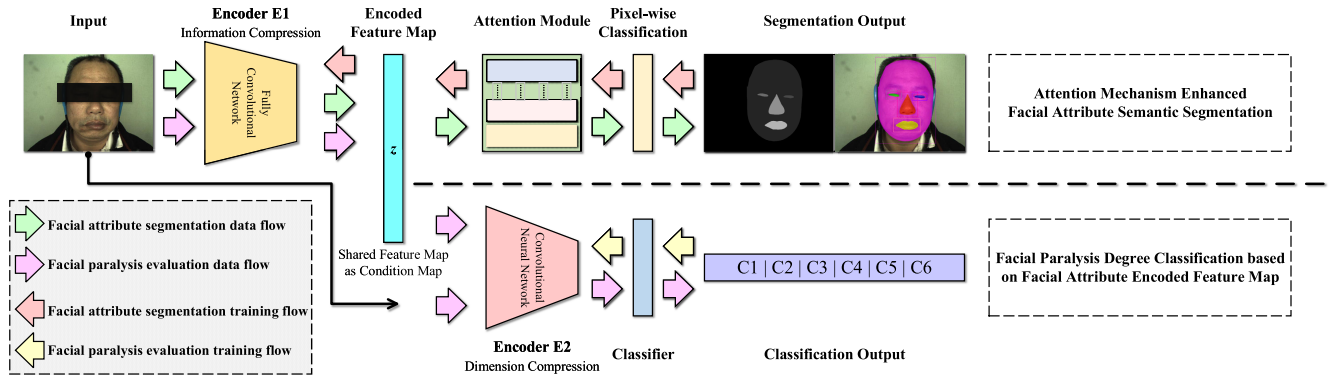 Input
Encoder E1
Information Compression
Encoded
Feature Map
Attention Module
Pixel-wise
Classification
Segmentation Output
Fully
Convolutional
Network
z
Attention Mechanism Enhanced
Facial Attribute Semantic Segmentation
Facial attribute segmentation data flow
Facial paralysis evaluation data flow
Facial attribute segmentation training flow
Facial paralysis evaluation training flow
Shared Feature Map
as Condition Map
Convolutional
Neural Network
Encoder E2
Dimension Compression
Classifier
C1 | C2 | C3 | C4 | C5 | C6
Classification Output
Facial Paralysis Degree Classification based
on Facial Attribute Encoded Feature Map